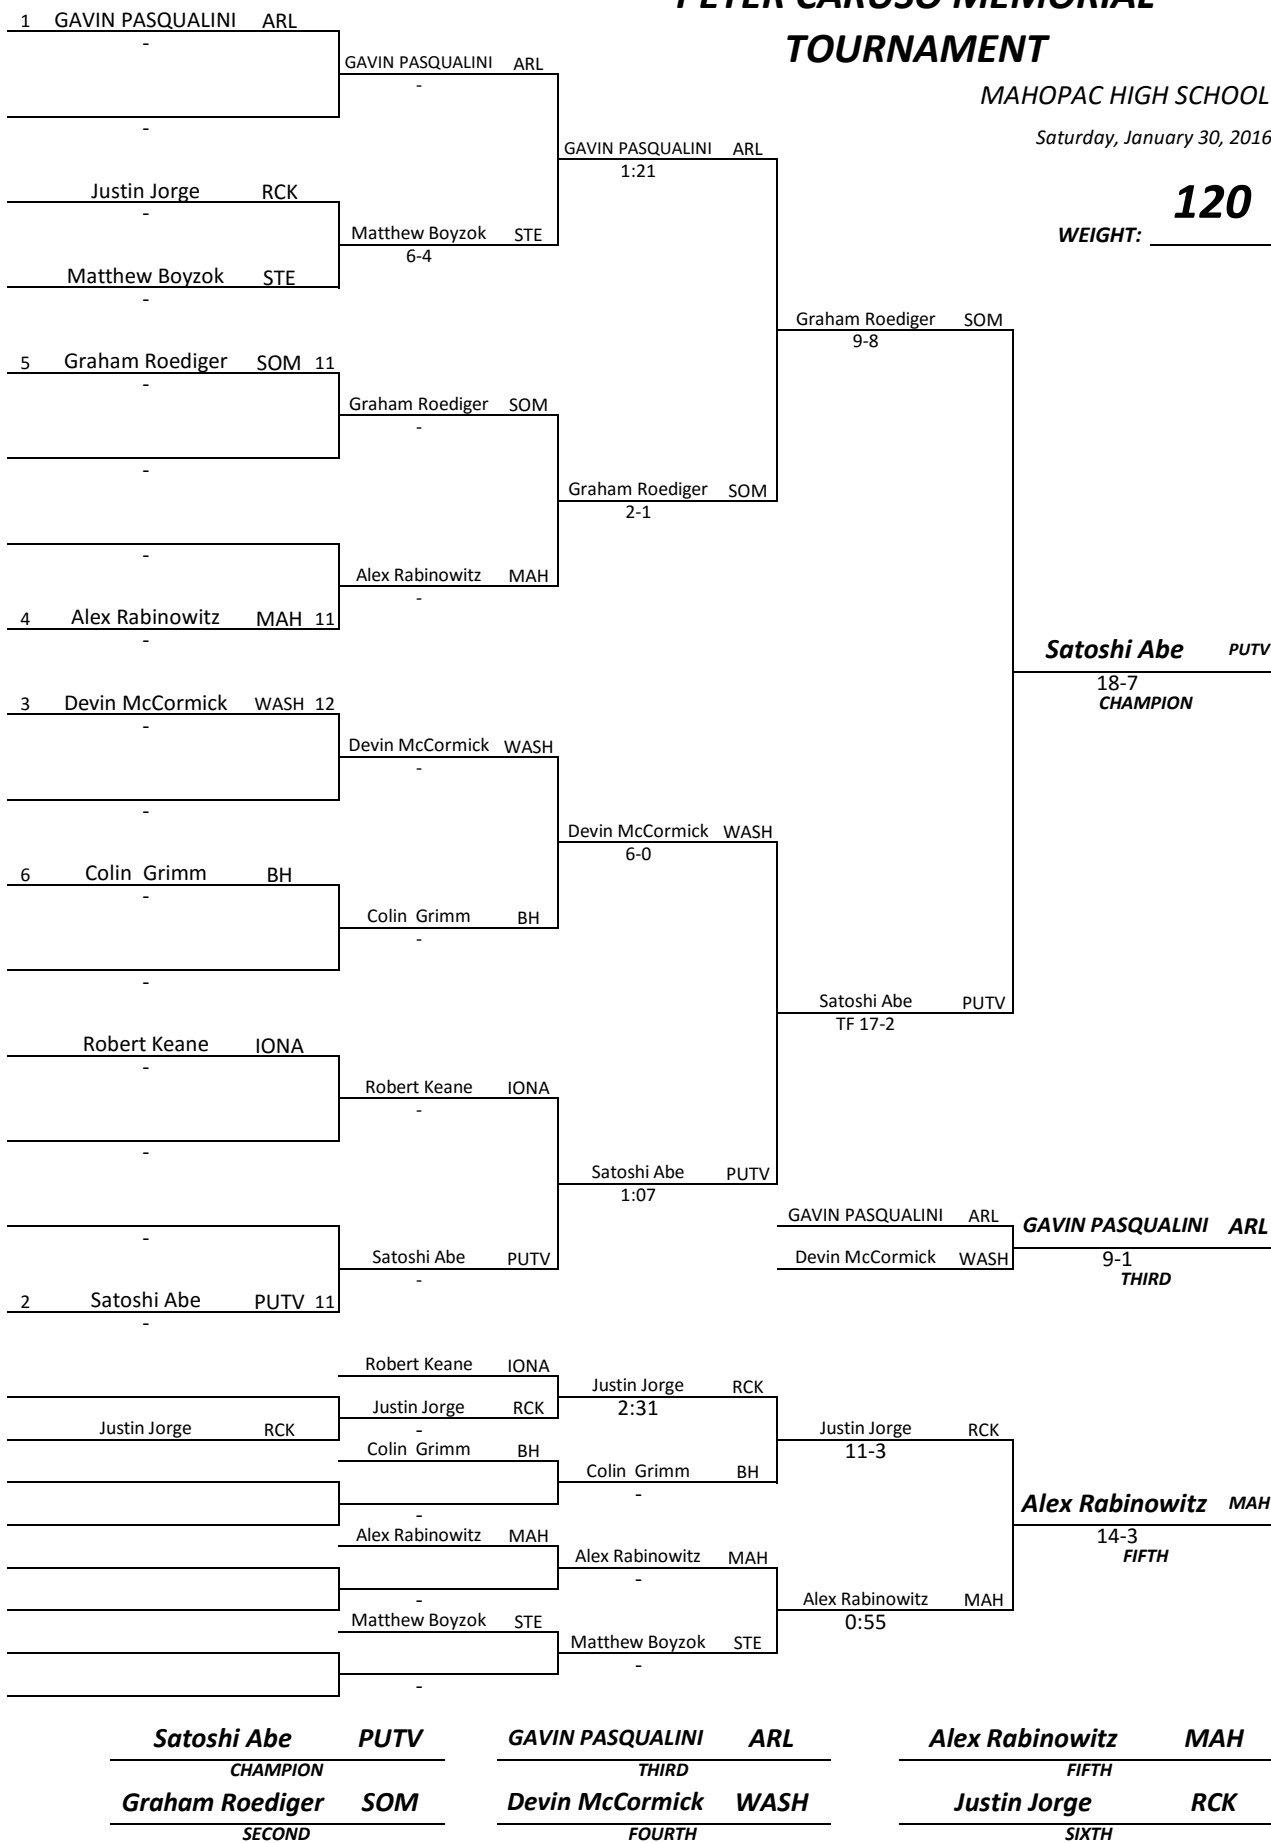 PETER CARUSO MEMORIAL
TOURNAMENT
MAHOPAC HIGH SCHOOL
Saturday, January 30, 2016
WEIGHT: 120
1 GAVIN PASQUALINI ARL
-
GAVIN PASQUALINI ARL
-
-
GAVIN PASQUALINI ARL
1:21
Justin Jorge RCK
-
Matthew Boyzok STE
6-4
Matthew Boyzok STE
-
Graham Roediger SOM
9-8
5 Graham Roediger SOM 11
-
Graham Roediger SOM
-
-
Graham Roediger SOM
2-1
-
Alex Rabinowitz MAH
-
4 Alex Rabinowitz MAH 11
-
Satoshi Abe PUTV
18-7
CHAMPION
3 Devin McCormick WASH 12
-
Devin McCormick WASH
-
-
Devin McCormick WASH
6-0
6 Colin Grimm BH
-
Colin Grimm BH
-
-
Satoshi Abe PUTV
TF 17-2
Robert Keane IONA
-
Robert Keane IONA
-
-
Satoshi Abe PUTV
1:07
-
Satoshi Abe PUTV
-
2 Satoshi Abe PUTV 11
-
GAVIN PASQUALINI ARL
Devin McCormick WASH
GAVIN PASQUALINI ARL
9-1
THIRD
Robert Keane IONA
Justin Jorge RCK
Justin Jorge RCK
-
Justin Jorge RCK
2:31
Colin Grimm BH
-
Colin Grimm BH
-
Justin Jorge RCK
11-3
Alex Rabinowitz MAH
-
Alex Rabinowitz MAH
-
Matthew Boyzok STE
-
Matthew Boyzok STE
-
Alex Rabinowitz MAH
0:55
Alex Rabinowitz MAH
14-3
FIFTH
Satoshi Abe PUTV GAVIN PASQUALINI ARL Alex Rabinowitz MAH
CHAMPION THIRD FIFTH
Graham Roediger SOM Devin McCormick WASH Justin Jorge RCK
SECOND FOURTH SIXTH